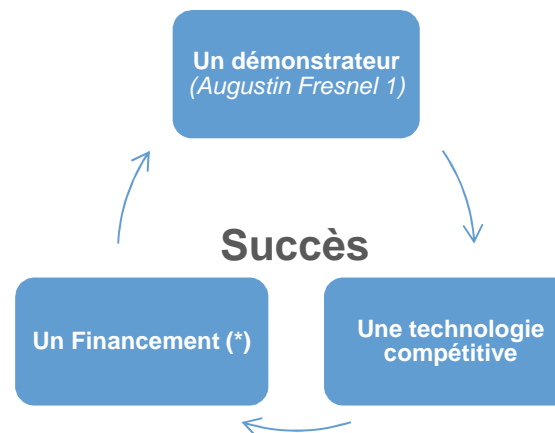 Un démonstrateur
(Augustin Fresnel 1)
Succès
Un Financement (*)
Une technologie
compétitive